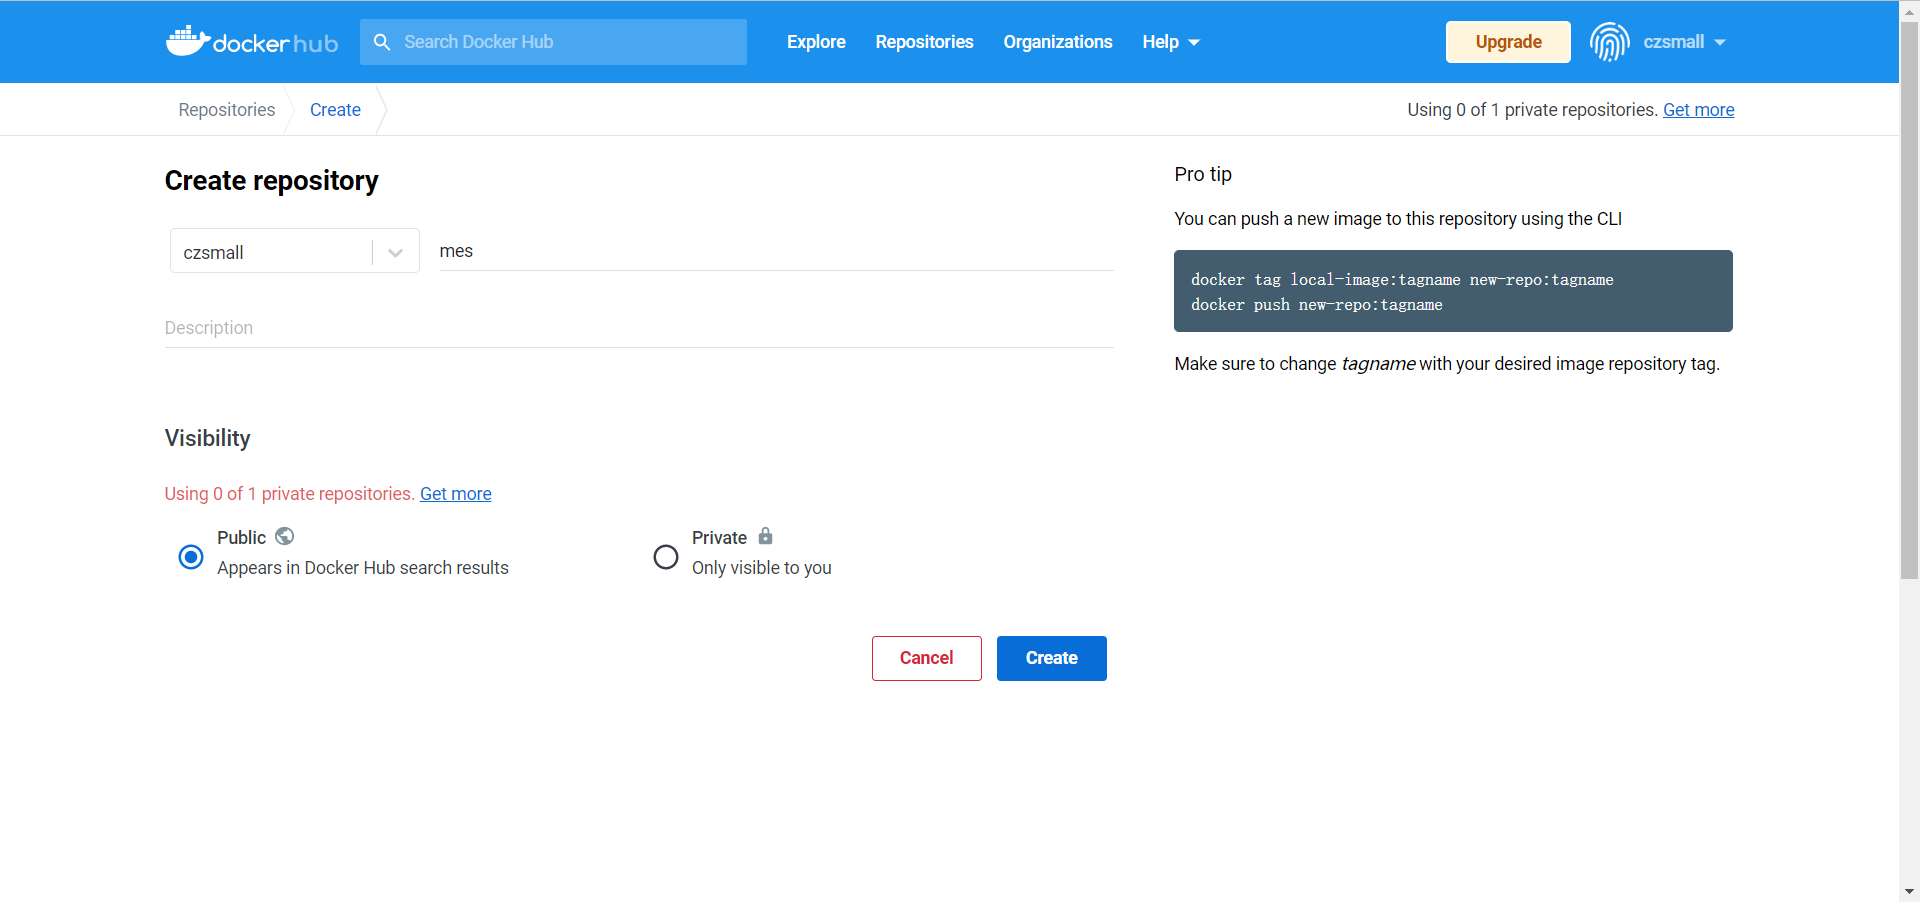 docker hub
Search Docker Hub
Explore
Repositories
Organizations
Help
Upgrade
czsmall
Repositories
Create
Using 0 of 1 private repositories. Get more
Create repository
czsmall
mes
Description
Visibility
Using 0 of 1 private repositories. Get more
Public
Appears in Docker Hub search results
Private
Only visible to you
Cancel
Create
Pro tip
You can push a new image to this repository using the CLI
docker tag local-image:tagname new-repo:tagname
docker push new-repo:tagname
Make sure to change tagname with your desired image repository tag.